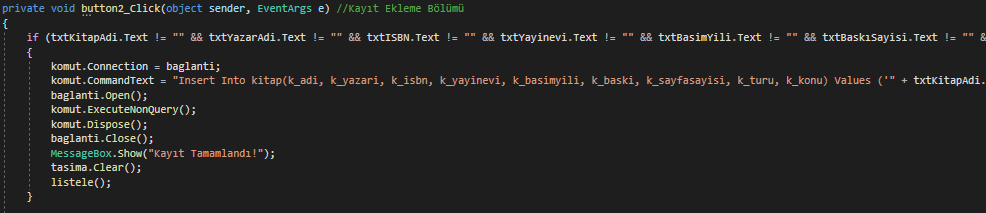 private void button2_Click(object sender, EventArgs e) //Kayıt Ekleme Bölümü
{
if (txtKitapAdi.Text != "" && txtYazarAdi.Text != "" && txtISBN.Text != "" && txtYayinevi.Text != "" && txtBasimYili.Text != "" && txtBaskıSayisi.Text != "" &
{
komut.Connection = baglanti;
komut.CommandText = "Insert Into kitap(k_adi, k_yazari, k_isbn, k_yayinevi, k_basimyili, k_baski, k_sayfasayisi, k_turu, k_konu) Values ('" + txtKitapAdi.
baglanti.Open();
komut.ExecuteNonQuery();
komut.Dispose();
baglanti.Close();
MessageBox.Show("Kayıt Tamamlandı!");
tasima.Clear();
listele();
}